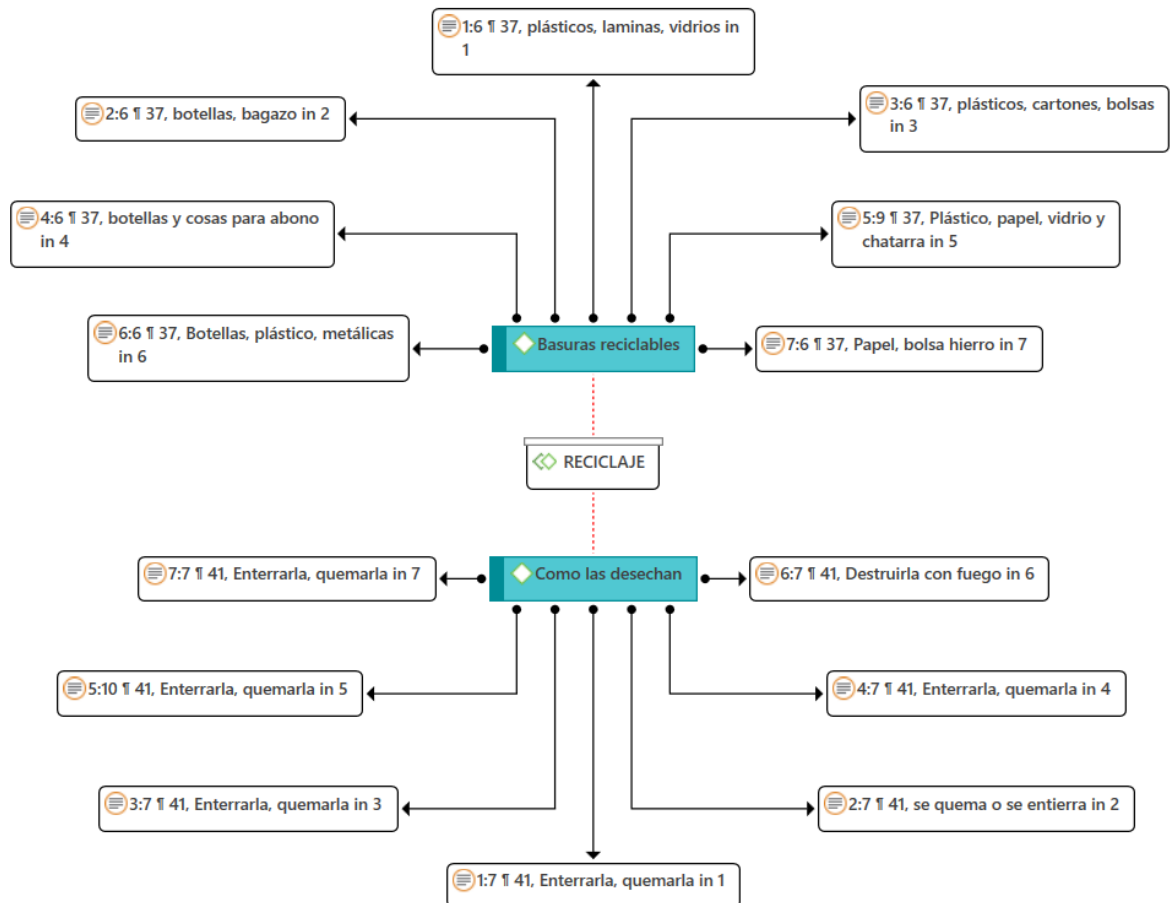 1:6 ¶ 37, plásticos, laminas, vidrios in
1
2:6 ¶ 37, botellas, bagazo in 2
3:6 ¶ 37, plásticos, cartones, bolsas
in 3
4:6 ¶ 37, botellas y cosas para abono
in 4
5:9 ¶ 37, Plástico, papel, vidrio y
chatarra in 5
6:6 ¶ 37, Botellas, plástico, metálicas
in 6
Basuras reciclables
7:6 ¶ 37, Papel, bolsa hierro in 7
RECICLAJE
7:7 ¶ 41, Enterrarla, quemarla in 7
Como las desechan
6:7 ¶ 41, Destruirla con fuego in 6
5:10 ¶ 41, Enterrarla, quemarla in 5
4:7 ¶ 41, Enterrarla, quemarla in 4
3:7 ¶ 41, Enterrarla, quemarla in 3
2:7 ¶ 41, se quema o se entierra in 2
1:7 ¶ 41, Enterrarla, quemarla in 1